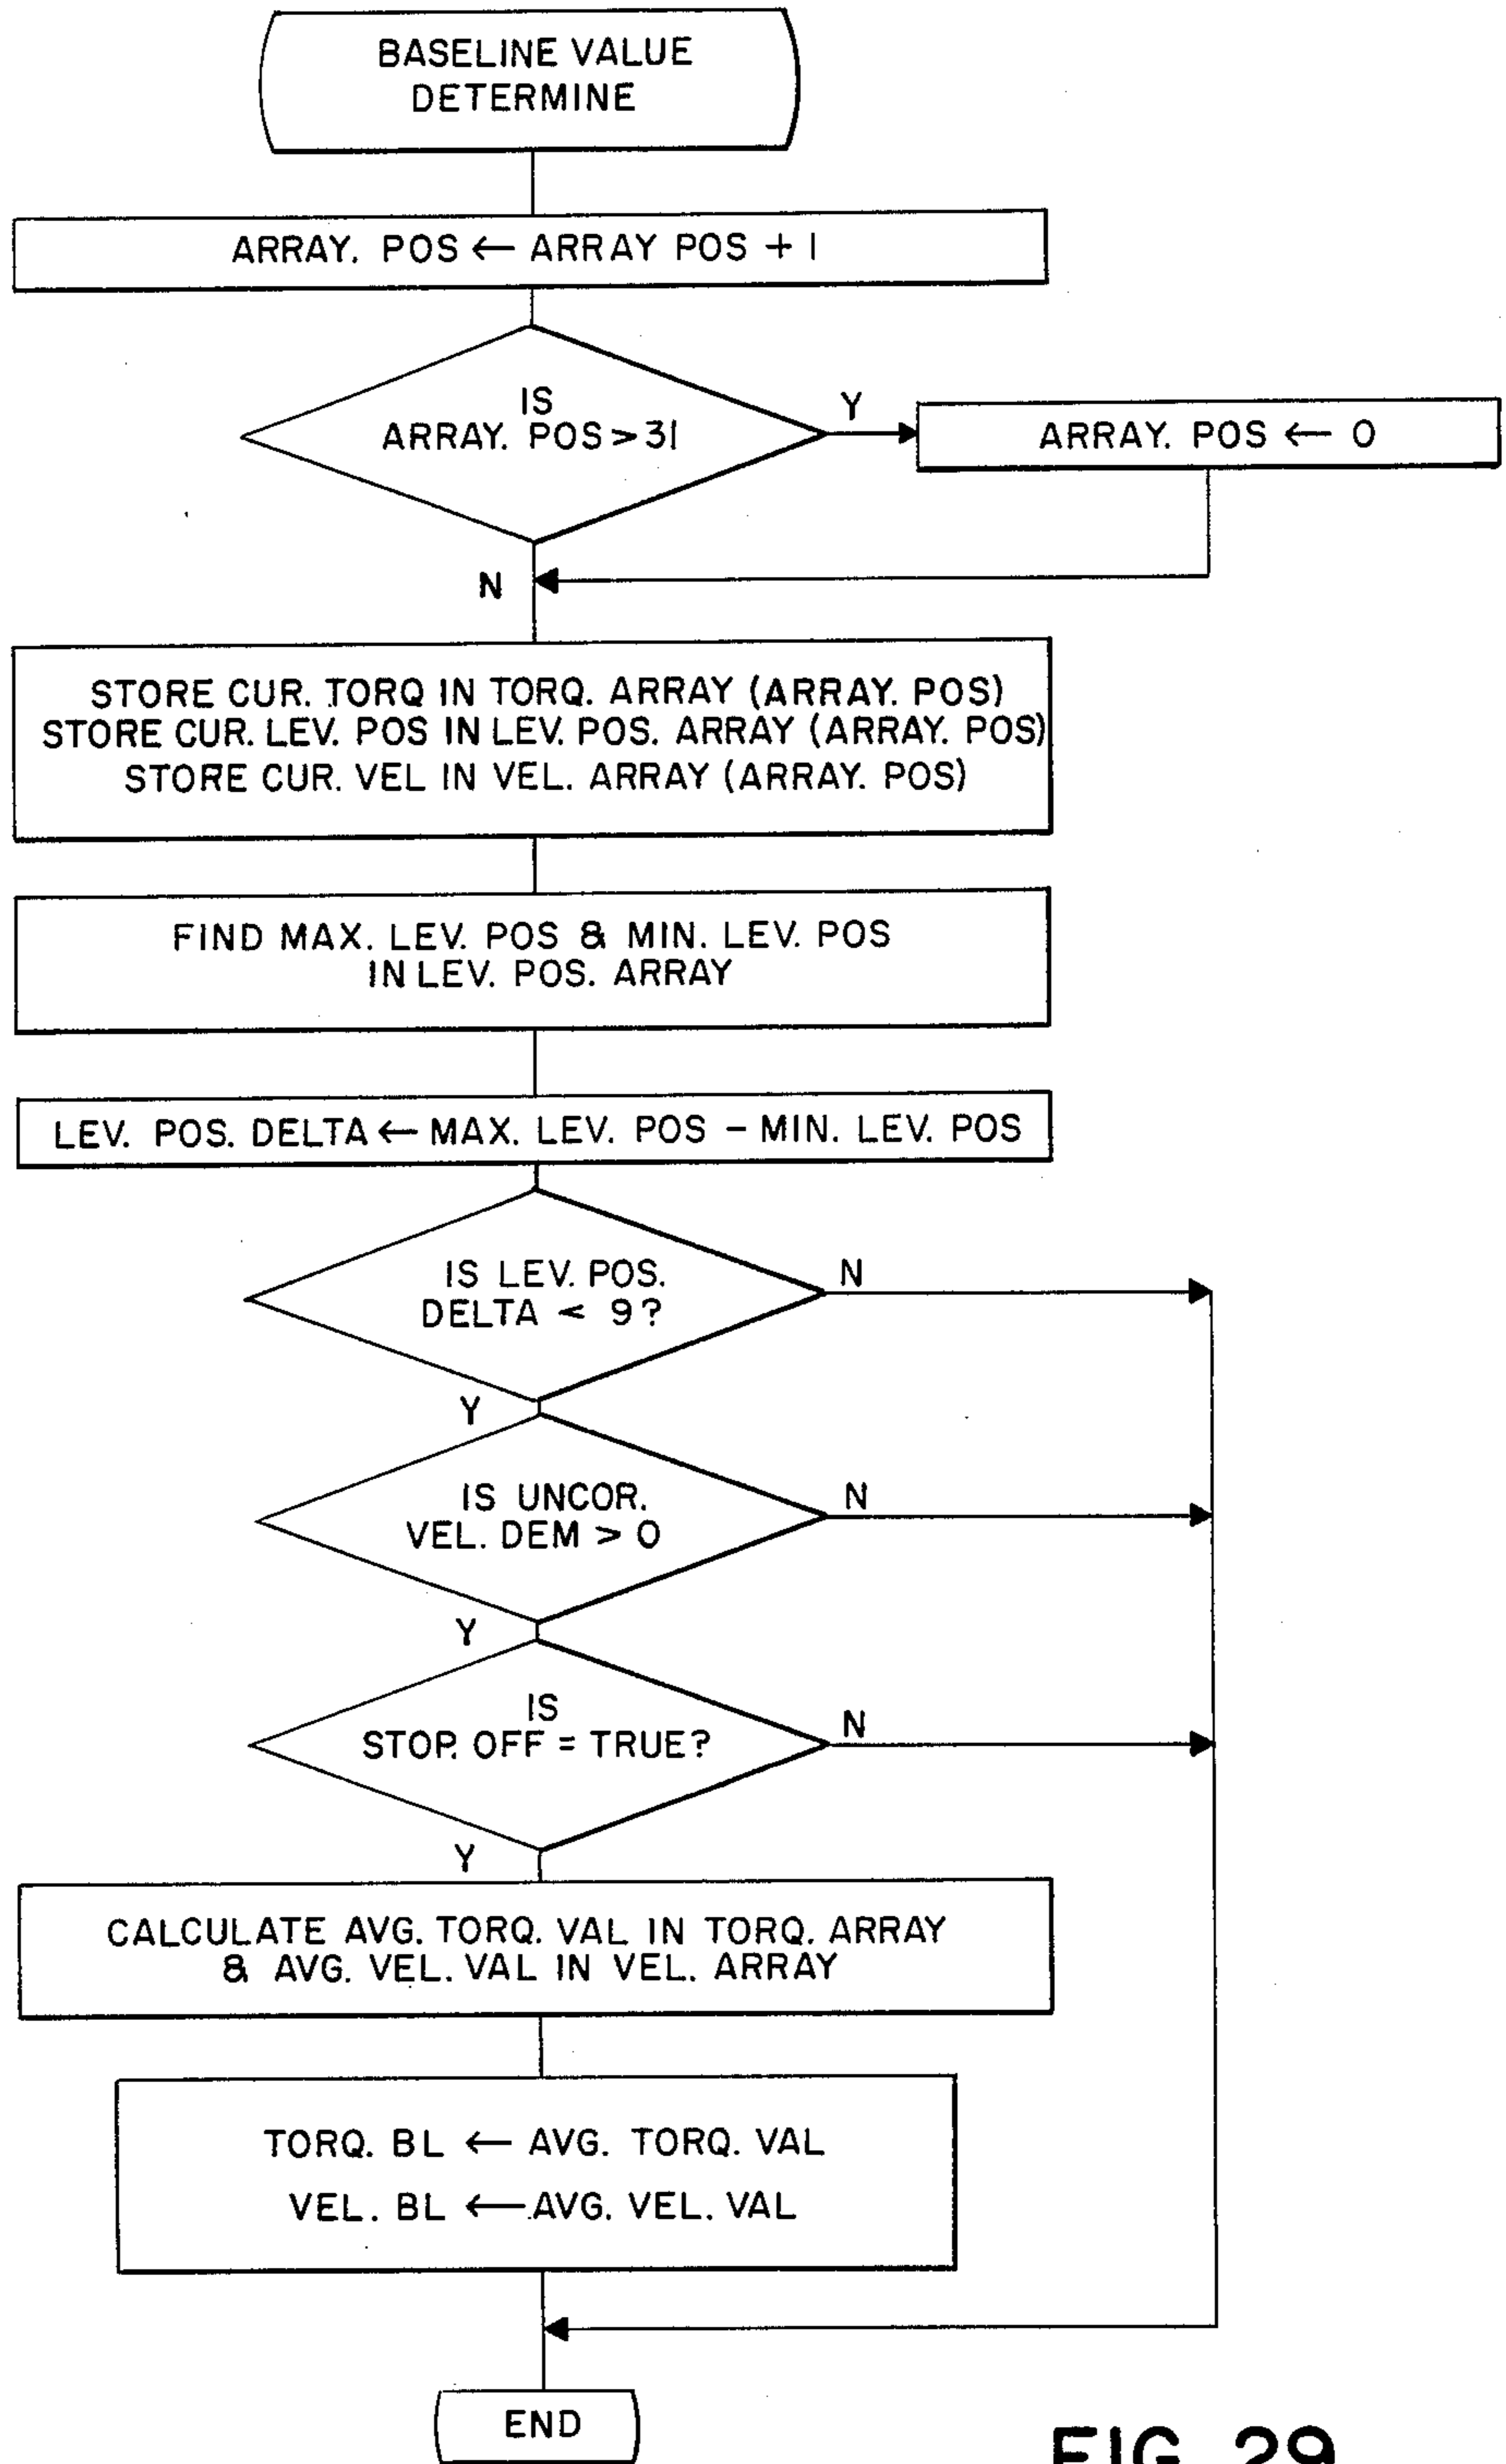 BASELINE VALUE
DETERMINE
ARRAY. POS ← ARRAY POS + 1
IS
ARRAY. POS > 31
Y
ARRAY. POS ← 0
N
STORE CUR. TORQ IN TORQ. ARRAY (ARRAY. POS)
STORE CUR. LEV. POS IN LEV. POS. ARRAY (ARRAY. POS)
STORE CUR. VEL IN VEL. ARRAY (ARRAY. POS)
FIND MAX. LEV. POS & MIN. LEV. POS
IN LEV. POS. ARRAY
LEV. POS. DELTA ← MAX. LEV. POS - MIN. LEV. POS
IS LEV. POS.
DELTA < 9?
N
Y
IS UNCOR.
VEL. DEM > 0
N
Y
IS
STOP. OFF = TRUE?
N
Y
CALCULATE AVG. TORQ. VAL IN TORQ. ARRAY
& AVG. VEL. VAL IN VEL. ARRAY
TORQ. BL ← AVG. TORQ. VAL
VEL. BL ← AVG. VEL. VAL
END
FIG. 29